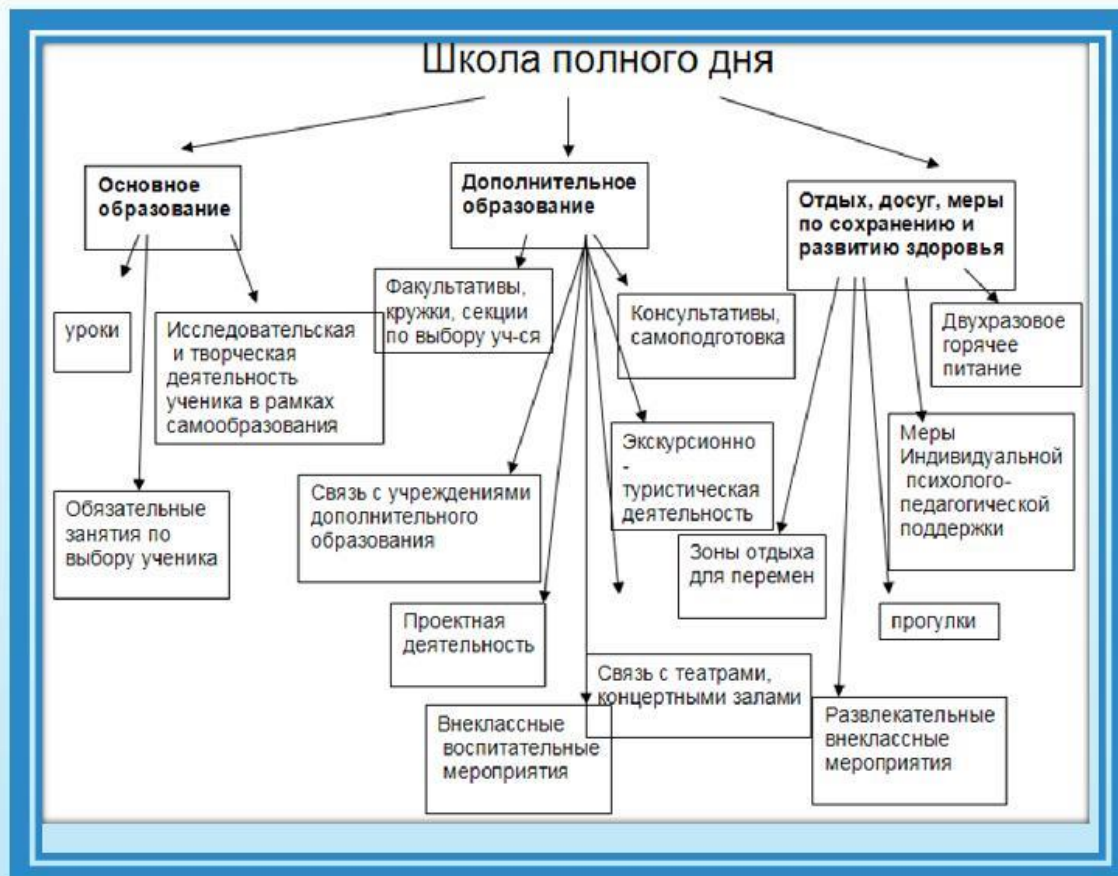 Школа полного дня
Основное
образование
Дополнительное
образование
Отдых, досуг, меры
по сохранению и
развитию здоровья
уроки
Исследовательская
и творческая
деятельность
ученика в рамках
самообразования
Обязательные
занятия по
выбору ученика
Факультативы,
кружки, секции
по выбору уч-ся
Консультативы,
самоподготовка
Связь с учреждениями
дополнительного
образования
Экскурсионно
-
туристическая
деятельность
Проектная
деятельность
Связь с театрами,
концертными залами
Внеклассные
воспитательные
мероприятия
Двухразовое
горячее
питание
Меры
Индивидуальной
психолого-
педагогической
поддержки
Зоны отдыха
для перемен
прогулки
Развлекательные
внеклассные
мероприятия